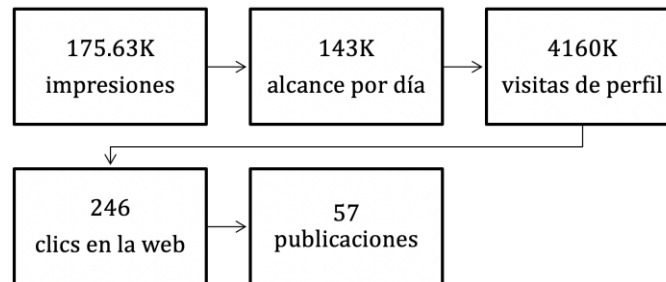 175.63K
impresiones
143K
alcance por día
4160K
visitas de perfil
246
clics en la web
57
publicaciones